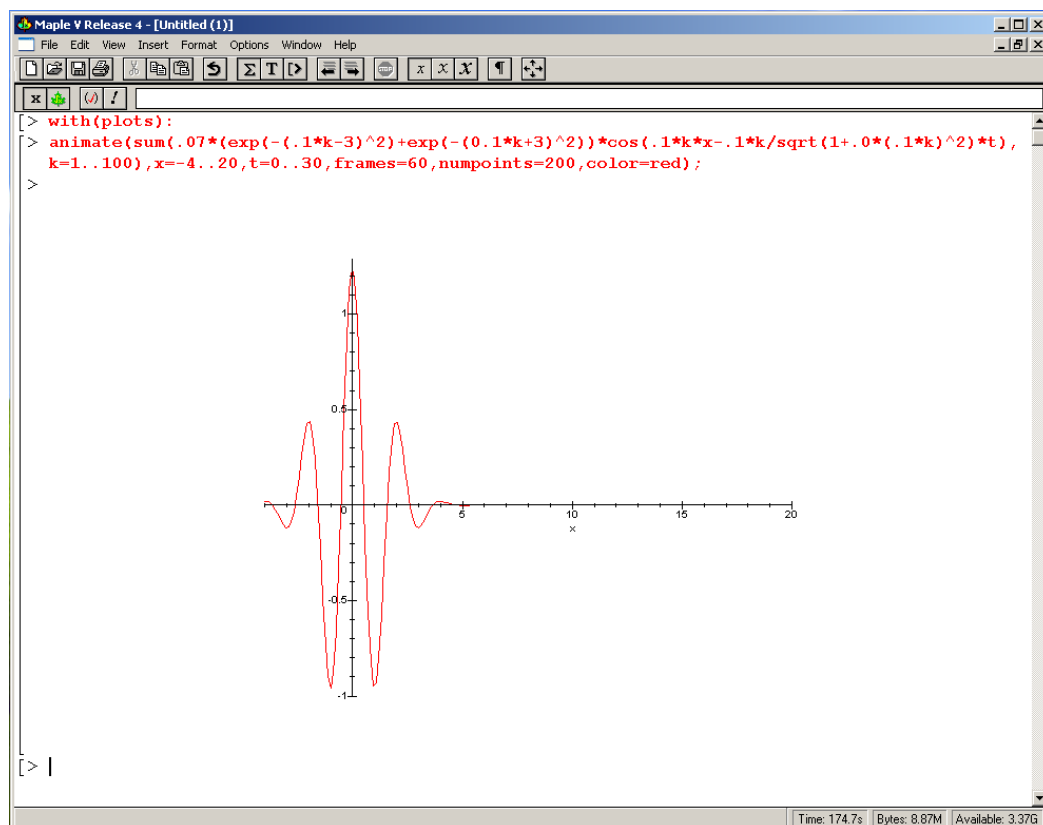 Maple V Release 4 - [Untitled (1)]
File Edit View Insert Format Options Window Help
Σ T [>
STOP
x x x ¶
x (√) !
[> with(plots):
[> animate(sum(.07*(exp(-(.1*k-3)^2)+exp(-(0.1*k+3)^2))*cos(.1*k*x-.1*k/sqrt(1+.0*(.1*k)^2)*t),
k=1..100),x=-4..20,t=0..30,frames=60,numpoints=200,color=red);
>
1
0.5
0 5 10 15 20
x
-0.5
-1
[>
Time: 174.7s Bytes: 8.87M Available: 3.37G